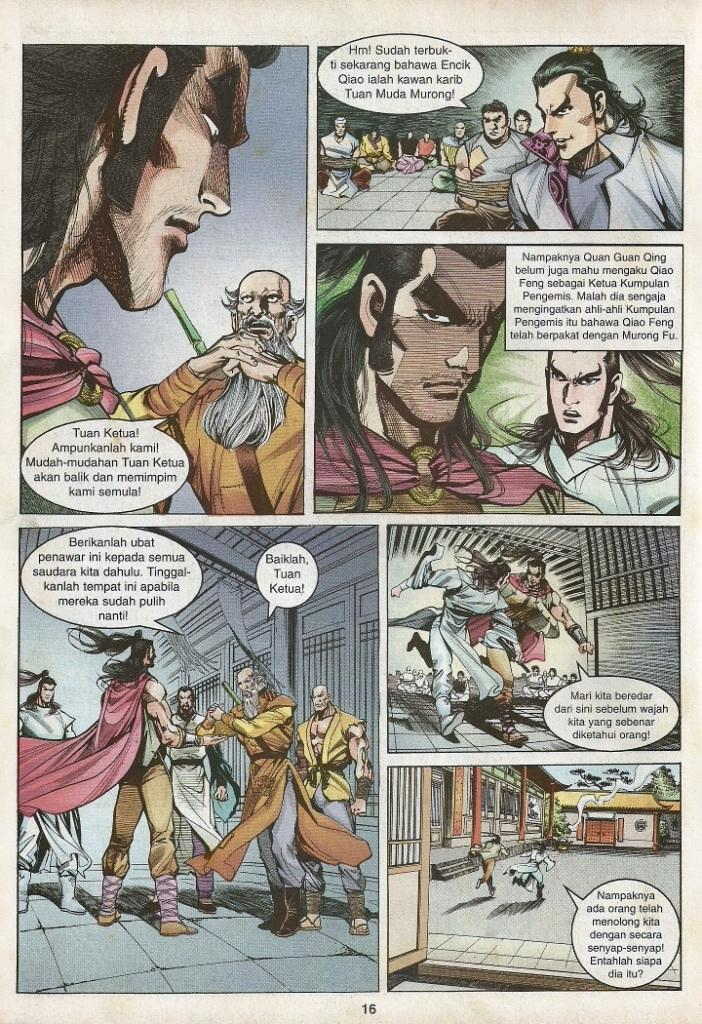 Tuan Ketua!
Ampunkanlah kami!
Mudah-mudahan Tuan Ketua
akan balik dan memimpim
kami semula!
Hm! Sudah terbuk-
ti sekarang bahawa Encik
Qiao ialah kawan karib
Tuan Muda Murong!
Nampaknya Quan Guan Qing
belum juga mahu mengaku Qiao
Feng sebagai Ketua Kumpulan
Pengemis. Malah dia sengaja
mengingatkan ahli-ahli Kumpulan
Pengemis itu bahawa Qiao Feng
telah berpakat dengan Murong Fu.
Berikanlah ubat
penawar ini kepada semua
saudara kita dahulu. Tinggal-
kanlah tempat ini apabila
mereka sudah pulih
nanti!
Baiklah,
Tuan
Ketua!
Mari kita beredar
dari sini sebelum wajah
kita yang sebenar
diketahui orang!
Nampaknya
ada orang telah
menolong kita
dengan secara
senyap-senyap!
Entahlah siapa
dia itu?
16